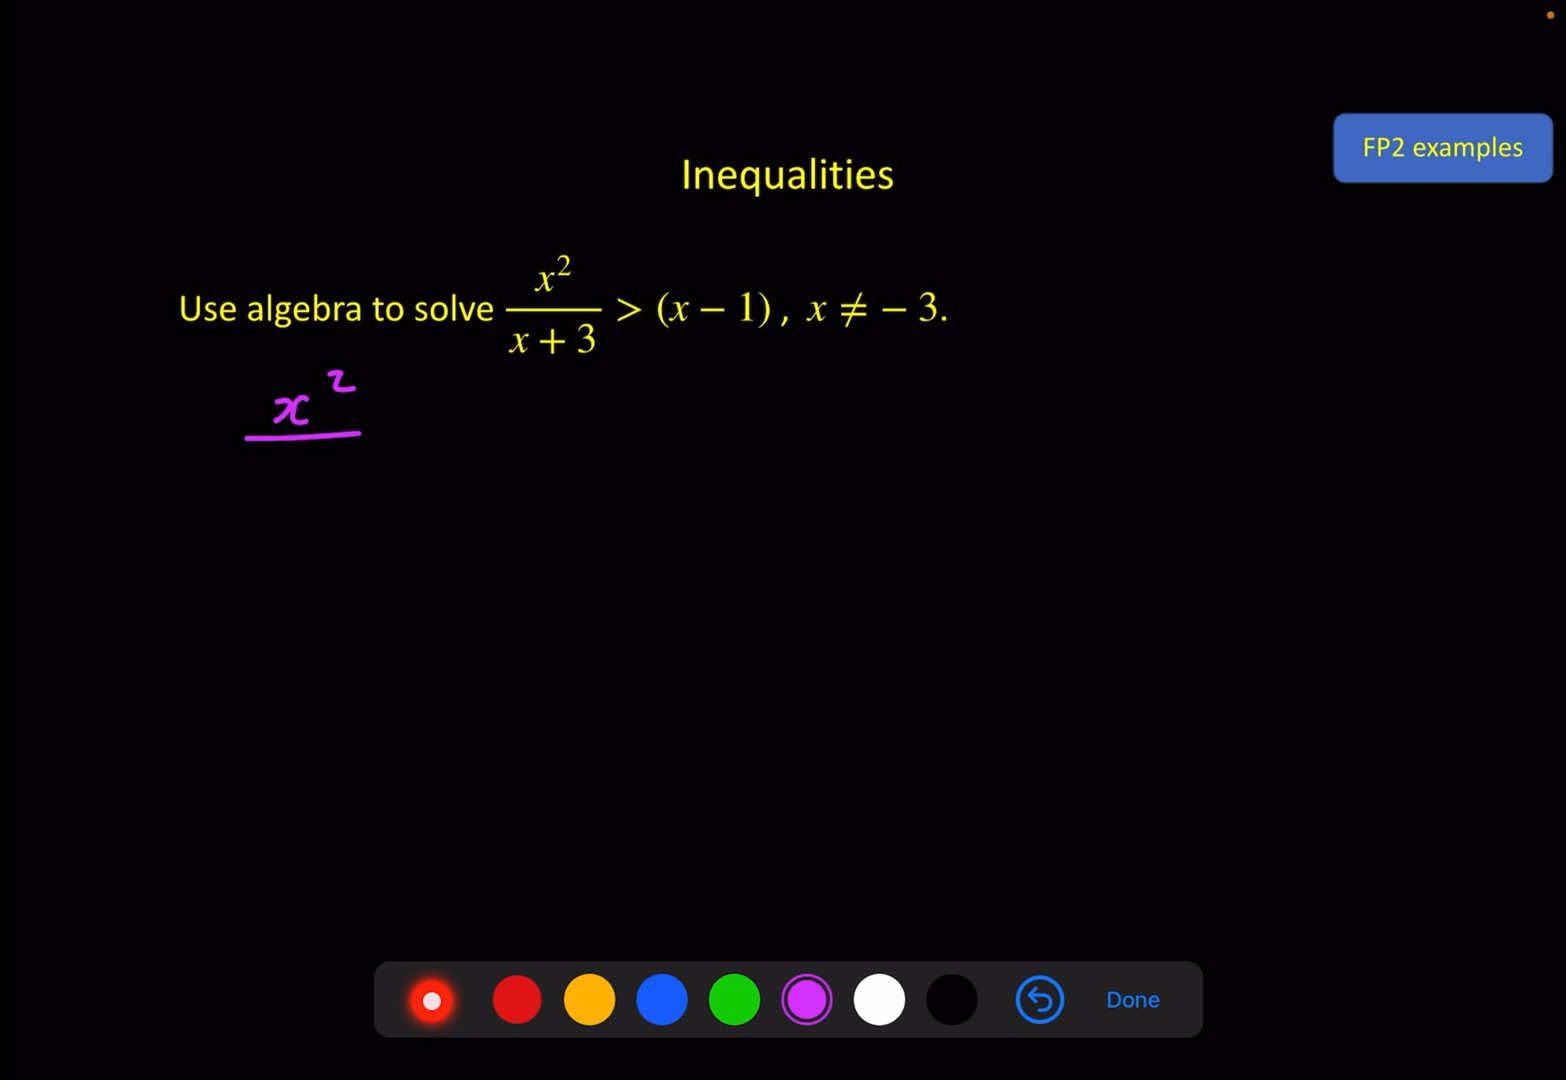 FP2 examples
Inequalities
Use algebra to solve x²/(x + 3) > (x − 1), x ≠ − 3.
x²
Done